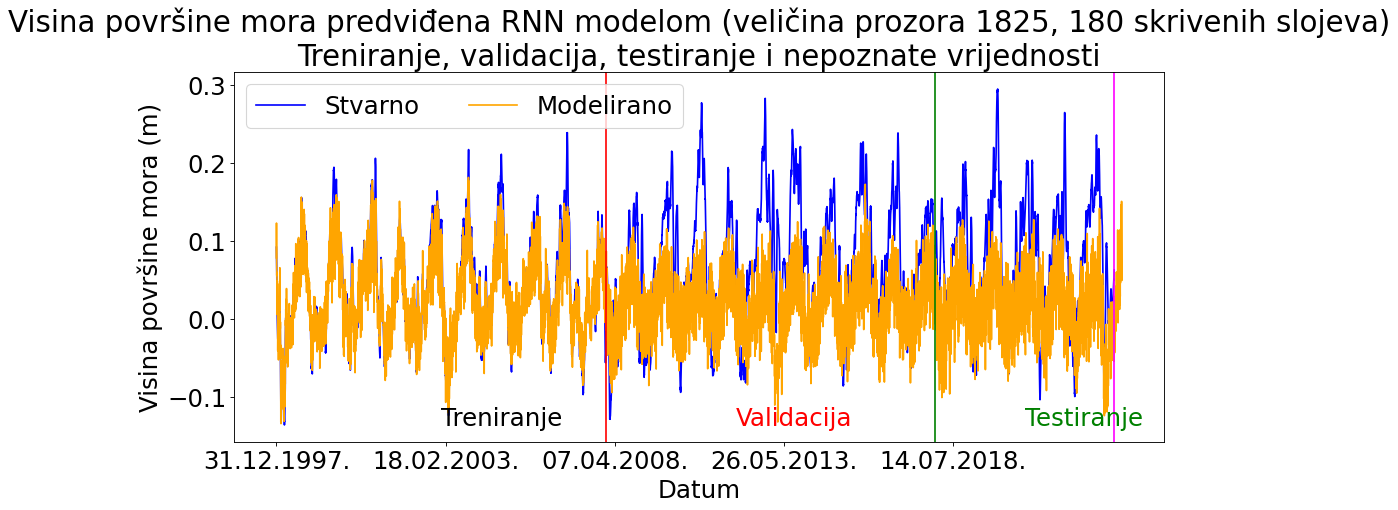 Visina površine mora predviđena RNN modelom (veličina prozora 1825, 180 skrivenih slojeva)
Treniranje, validacija, testiranje i nepoznate vrijednosti
Stvarno
Modelirano
Visina površine mora (m)
0.3
0.2
0.1
0.0
−0.1
Treniranje
Validacija
Testiranje
31.12.1997.
18.02.2003.
07.04.2008.
26.05.2013.
14.07.2018.
Datum